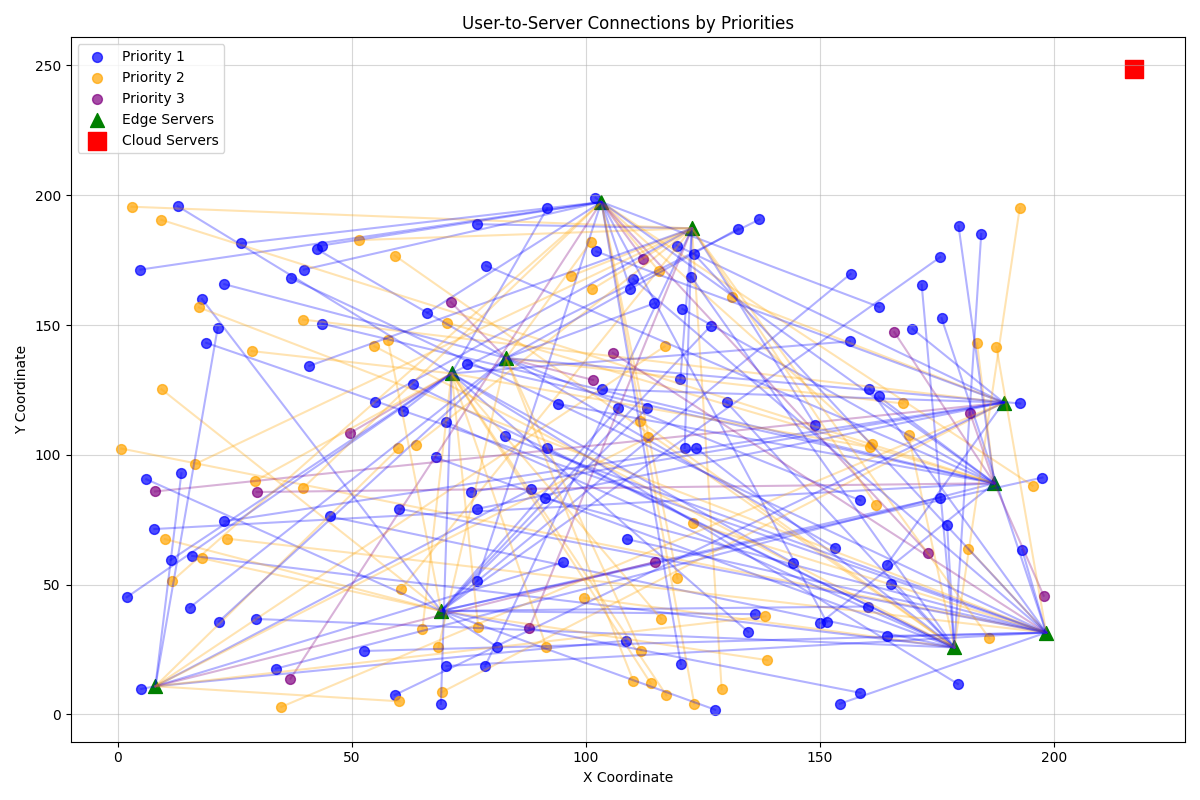 User-to-Server Connections by Priorities
Priority 1
Priority 2
Priority 3
Edge Servers
Cloud Servers
Y Coordinate
250
200
150
100
50
0
0
50
100
150
200
X Coordinate